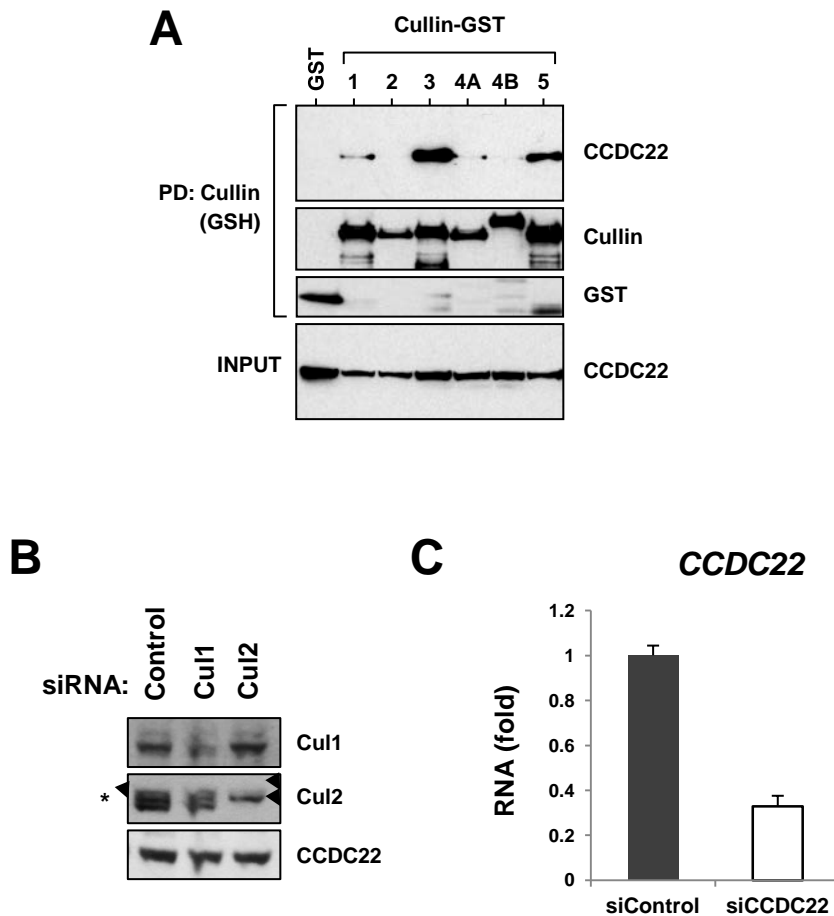 A
Cullin-GST
GST 1 2 3 4A 4B 5
CCDC22
PD: Cullin
(GSH)
Cullin
GST
INPUT
CCDC22
B
siRNA: Control Cul1 Cul2
Cul1
* Cul2
CCDC22
C
CCDC22
RNA (fold)
1.2
1
0.8
0.6
0.4
0.2
0
siControl siCCDC22